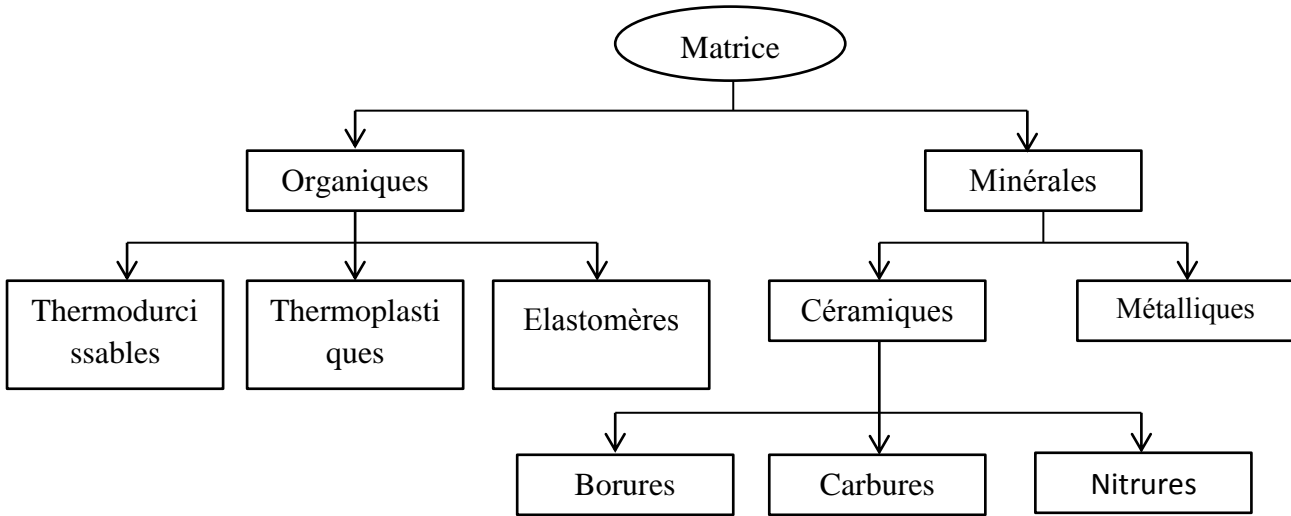 Matrice
Organiques
Minérales
Thermodurci
ssables
Thermoplasti
ques
Elastomères
Céramiques
Métalliques
Borures
Carbures
Nitrures